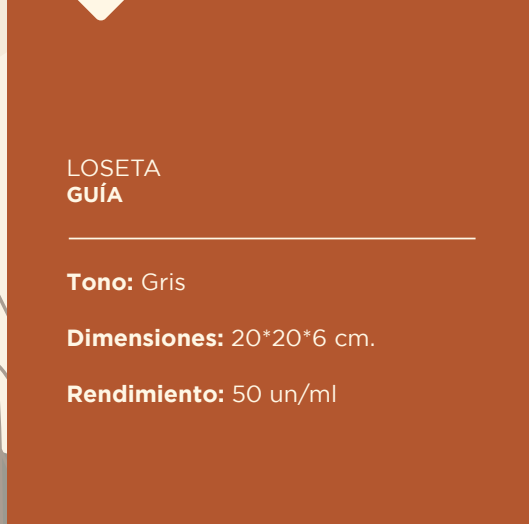 LOSETA
GUÍA
Tono: Gris
Dimensiones: 20*20*6 cm.
Rendimiento: 50 un/ml